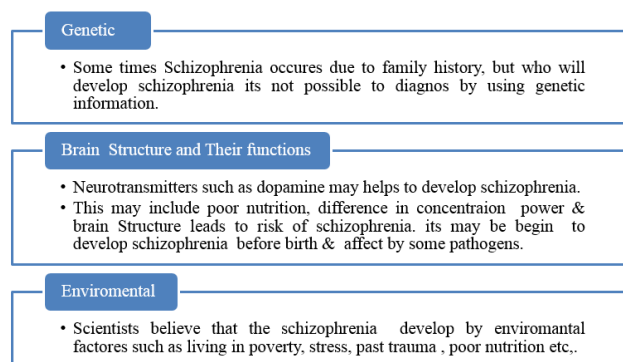 Genetic
• Some times Schizophrenia occures due to family history, but who will
develop schizophrenia its not possible to diagnos by using genetic
information.
Brain Structure and Their functions
• Neurotransmitters such as dopamine may helps to develop schizophrenia.
• This may include poor nutrition, difference in concentraion power &
brain Structure leads to risk of schizophrenia. its may be begin to
develop schizophrenia before birth & affect by some pathogens.
Enviromental
• Scientists believe that the schizophrenia develop by enviromantal
factores such as living in poverty, stress, past trauma , poor nutrition etc,.